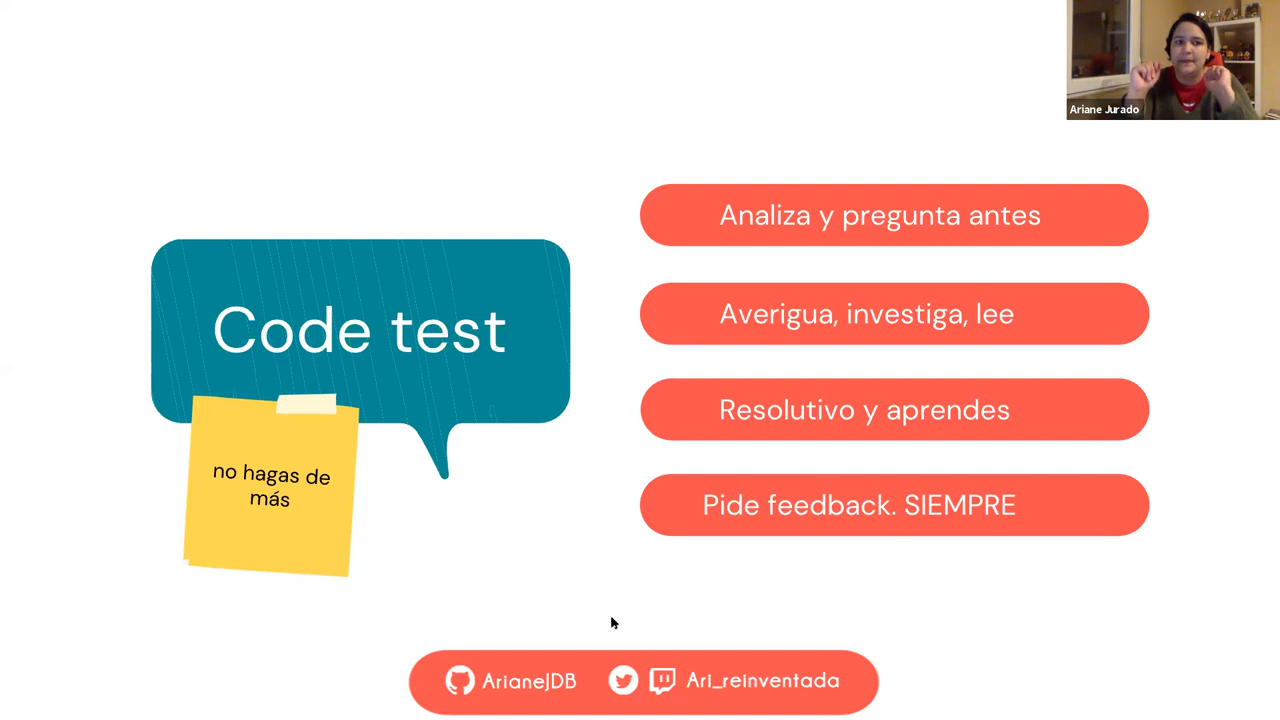 Ariane Jurado
Analiza y pregunta antes
Averigua, investiga, lee
Code test
Resolutivo y aprendes
no hagas de
más
Pide feedback. SIEMPRE
ArianeJDB
Ari_reinventada